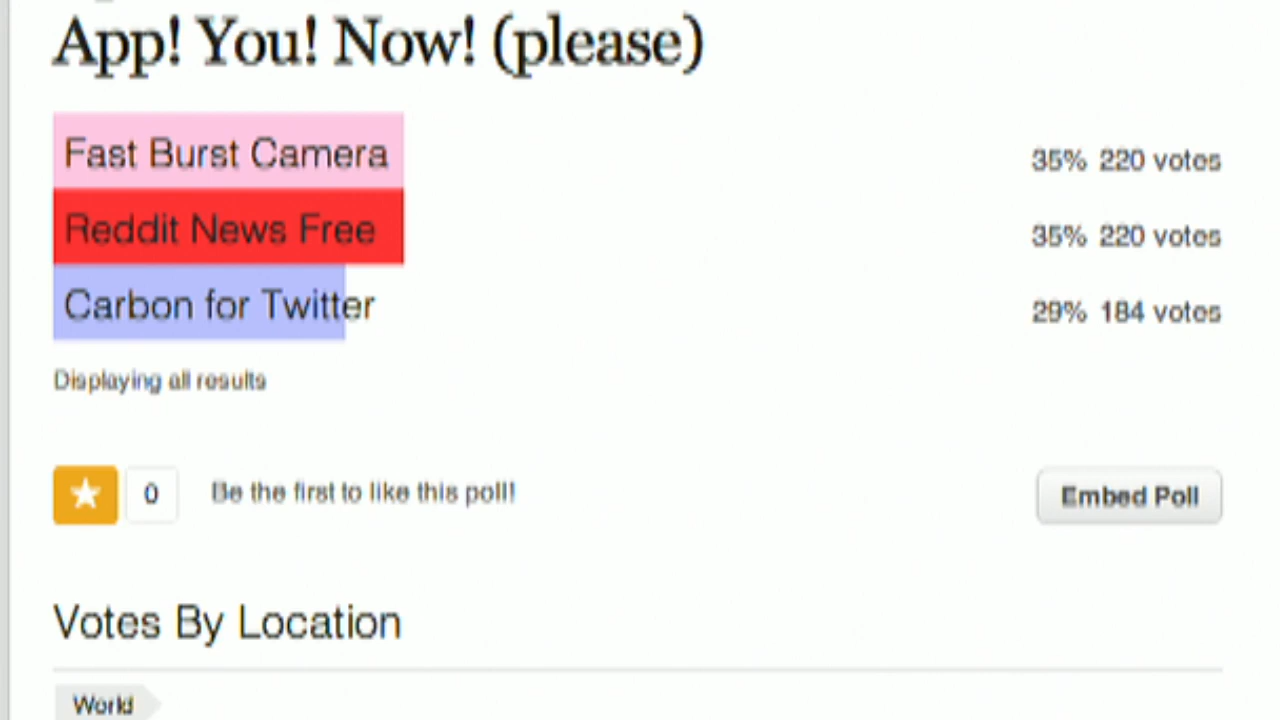 App! You! Now! (please)
Fast Burst Camera 35% 220 votes
Reddit News Free 35% 220 votes
Carbon for Twitter 29% 184 votes
Displaying all results
0 Be the first to like this poll! Embed Poll
Votes By Location
World